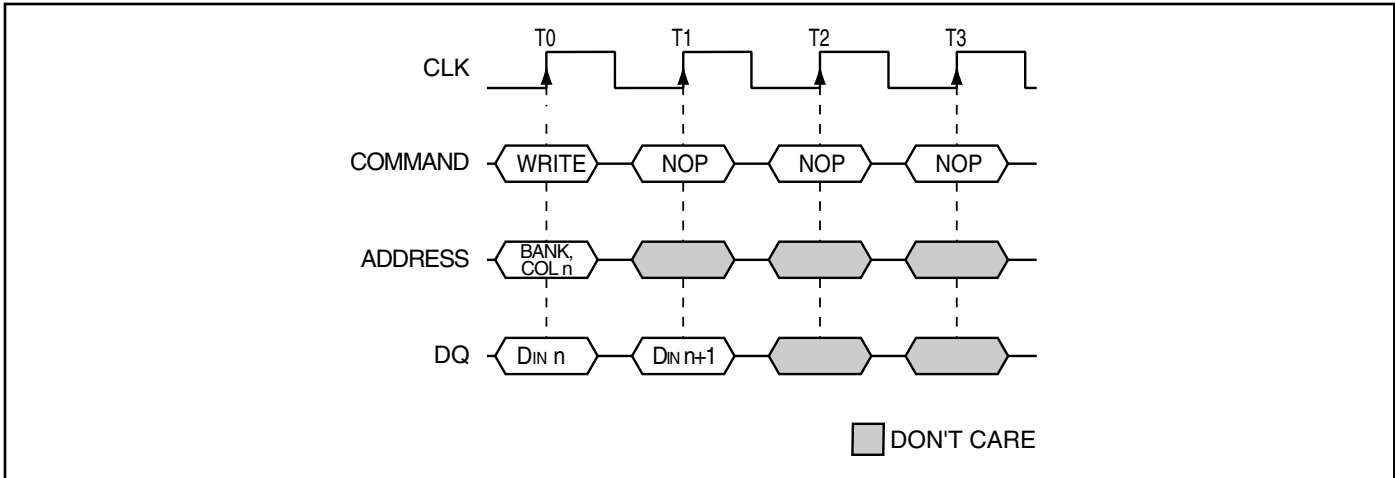 T0 T1 T2 T3
CLK
COMMAND WRITE NOP NOP NOP
ADDRESS BANK,
COL n
DQ DIN n DIN n+1
DON'T CARE